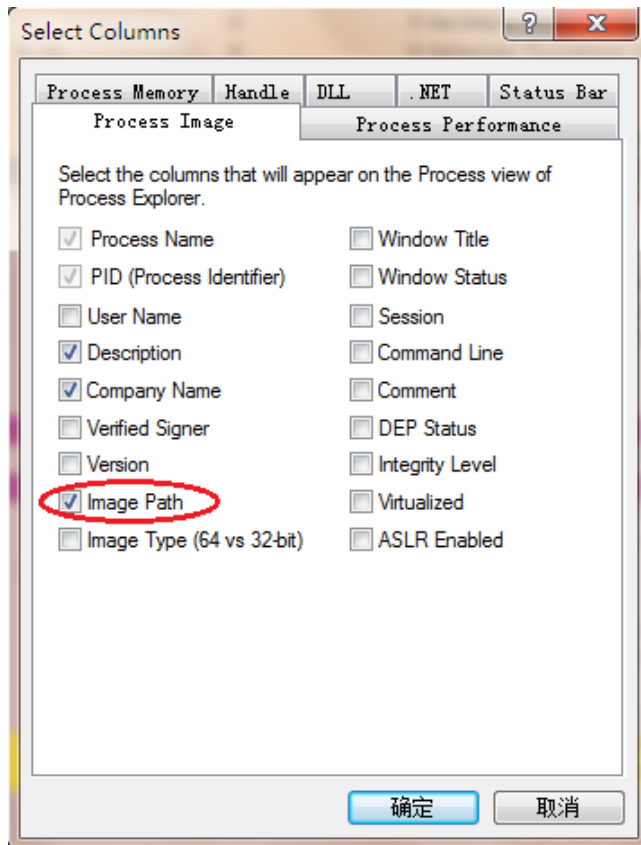 Select Columns
Process Memory Handle DLL .NET Status Bar
Process Image Process Performance
Select the columns that will appear on the Process view of
Process Explorer.
Process Name Window Title
PID (Process Identifier) Window Status
User Name Session
Description Command Line
Company Name Comment
Verified Signer DEP Status
Version Integrity Level
Image Path Virtualized
Image Type (64 vs 32-bit) ASLR Enabled
确定 取消